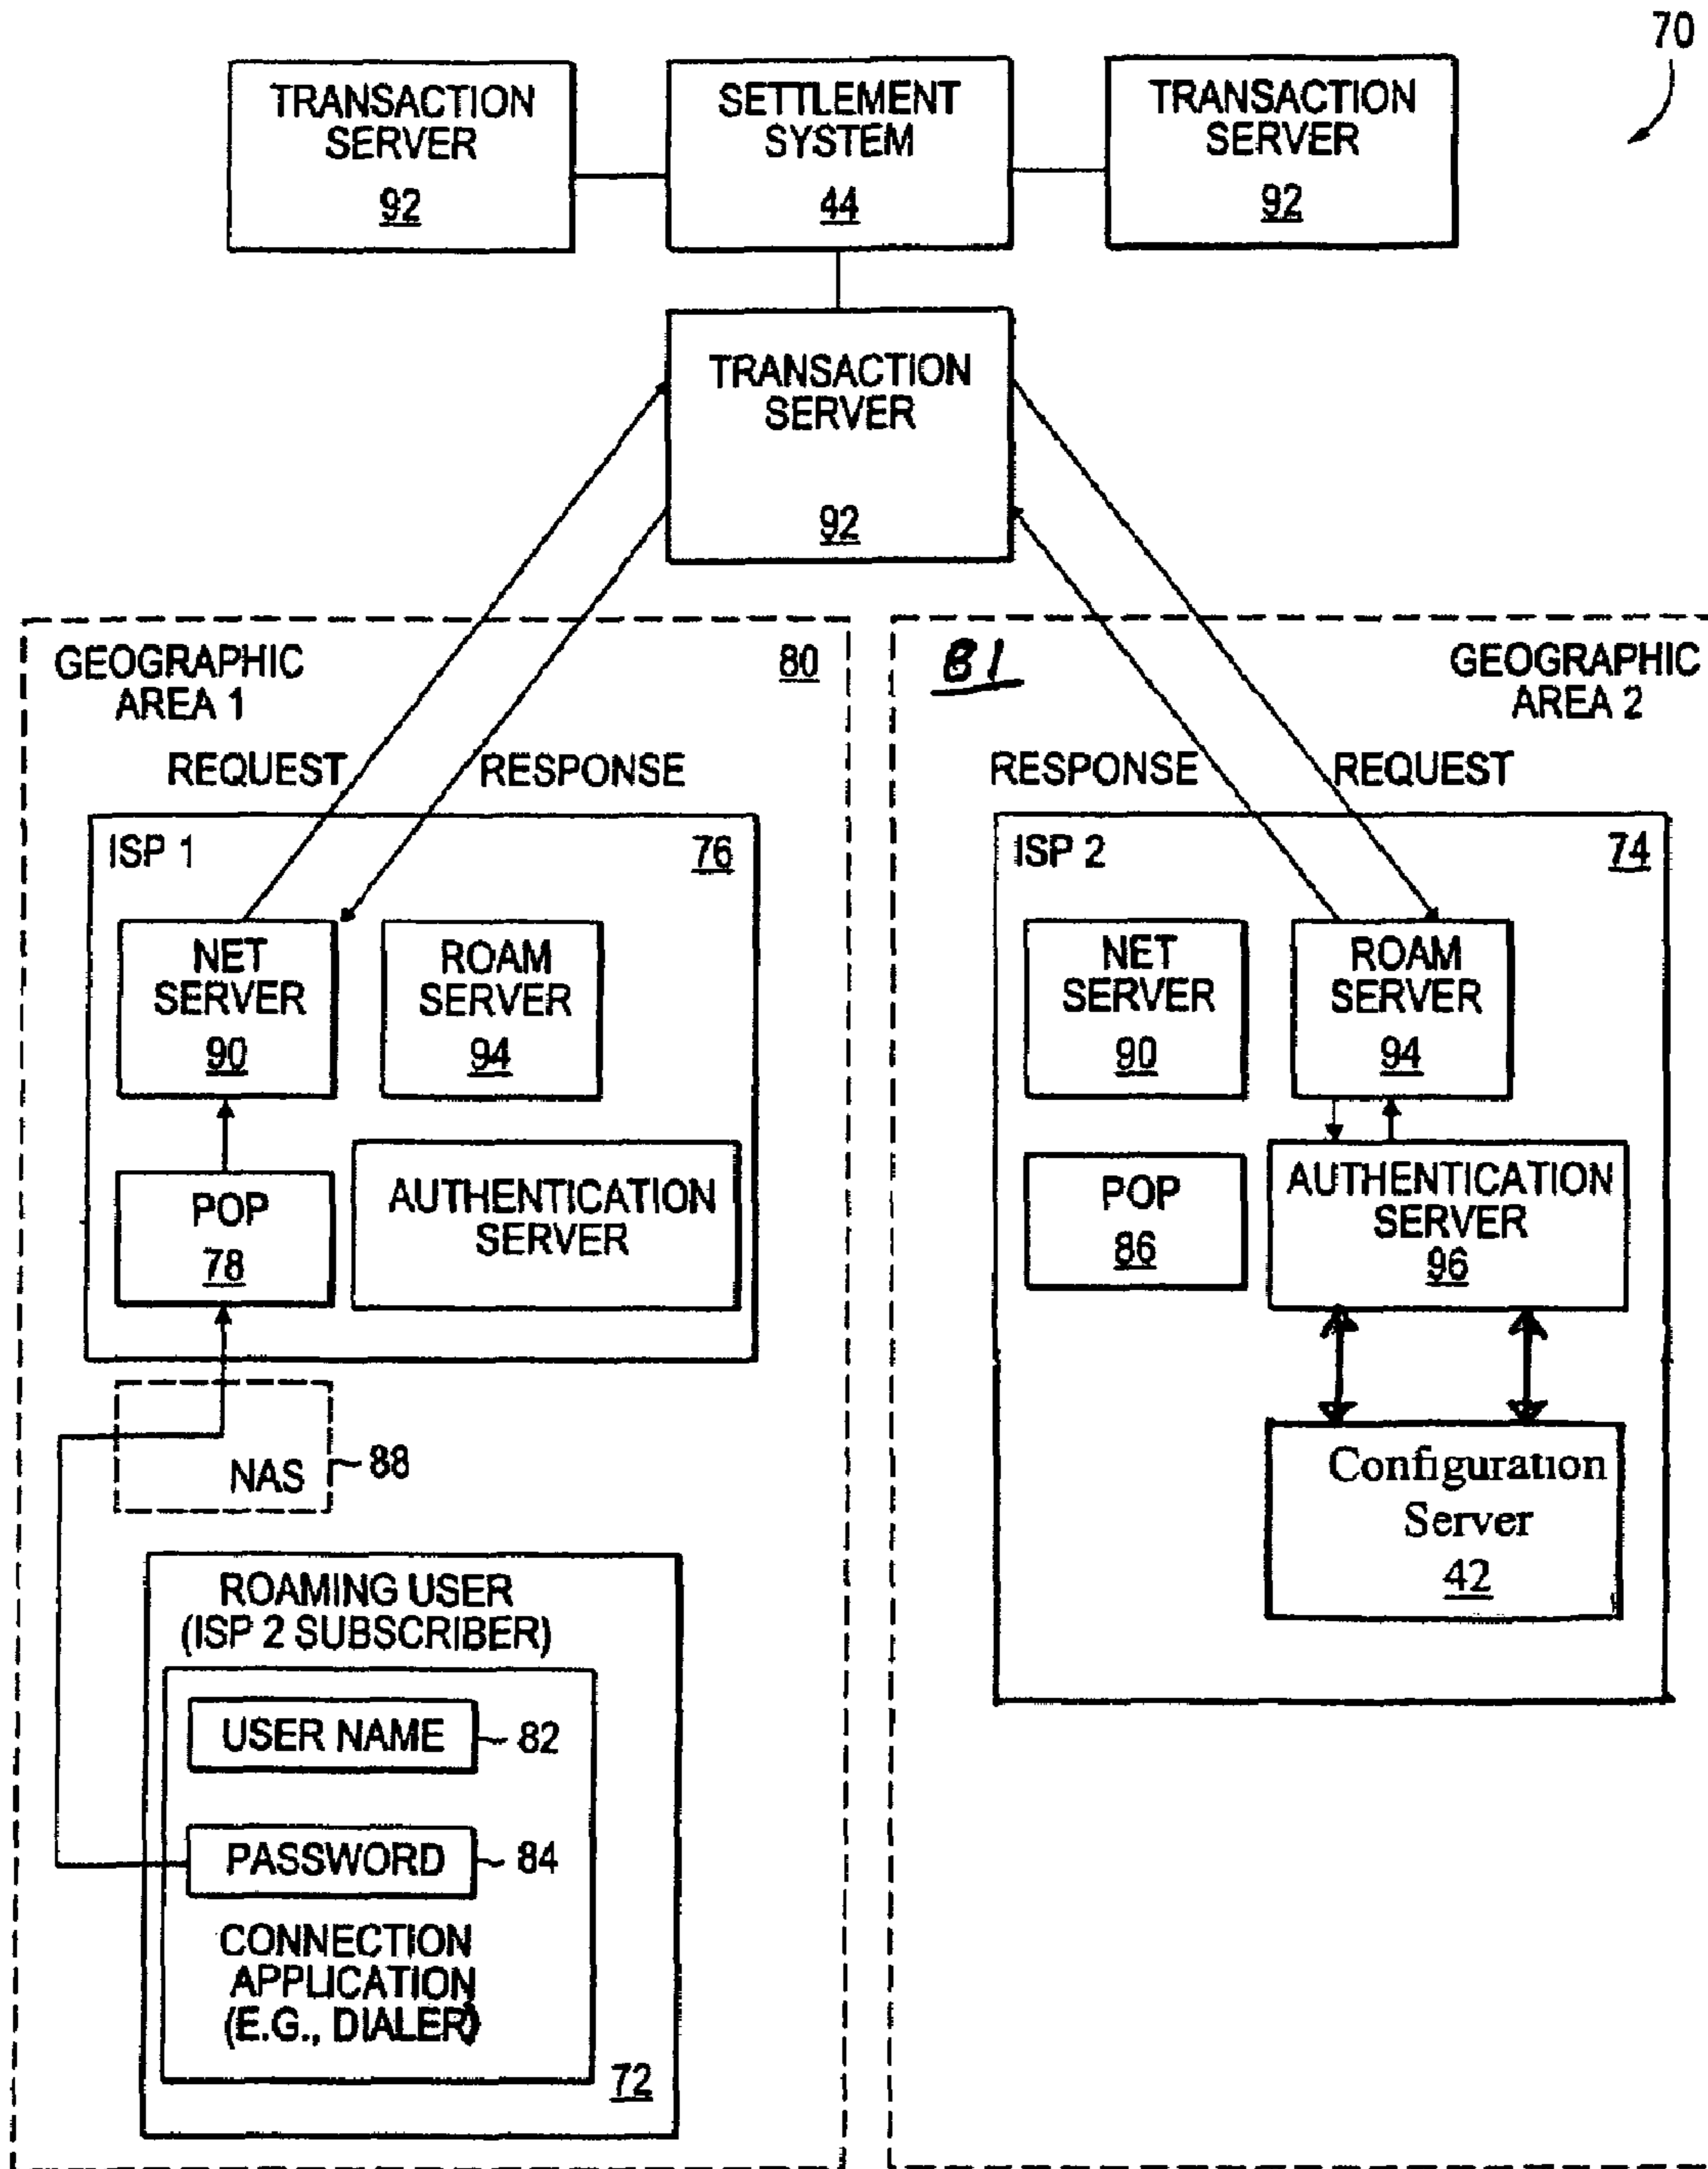 70
TRANSACTION
SERVER
92
SETTLEMENT
SYSTEM
44
TRANSACTION
SERVER
92
TRANSACTION
SERVER
92
GEOGRAPHIC
AREA 1
80
REQUEST
RESPONSE
ISP 1
76
NET
SERVER
90
ROAM
SERVER
94
POP
78
AUTHENTICATION
SERVER
NAS
88
ROAMING USER
(ISP 2 SUBSCRIBER)
USER NAME
82
PASSWORD
84
CONNECTION
APPLICATION
(E.G., DIALER)
72
81
GEOGRAPHIC
AREA 2
RESPONSE
REQUEST
ISP 2
74
NET
SERVER
90
ROAM
SERVER
94
POP
86
AUTHENTICATION
SERVER
96
Configuration
Server
42